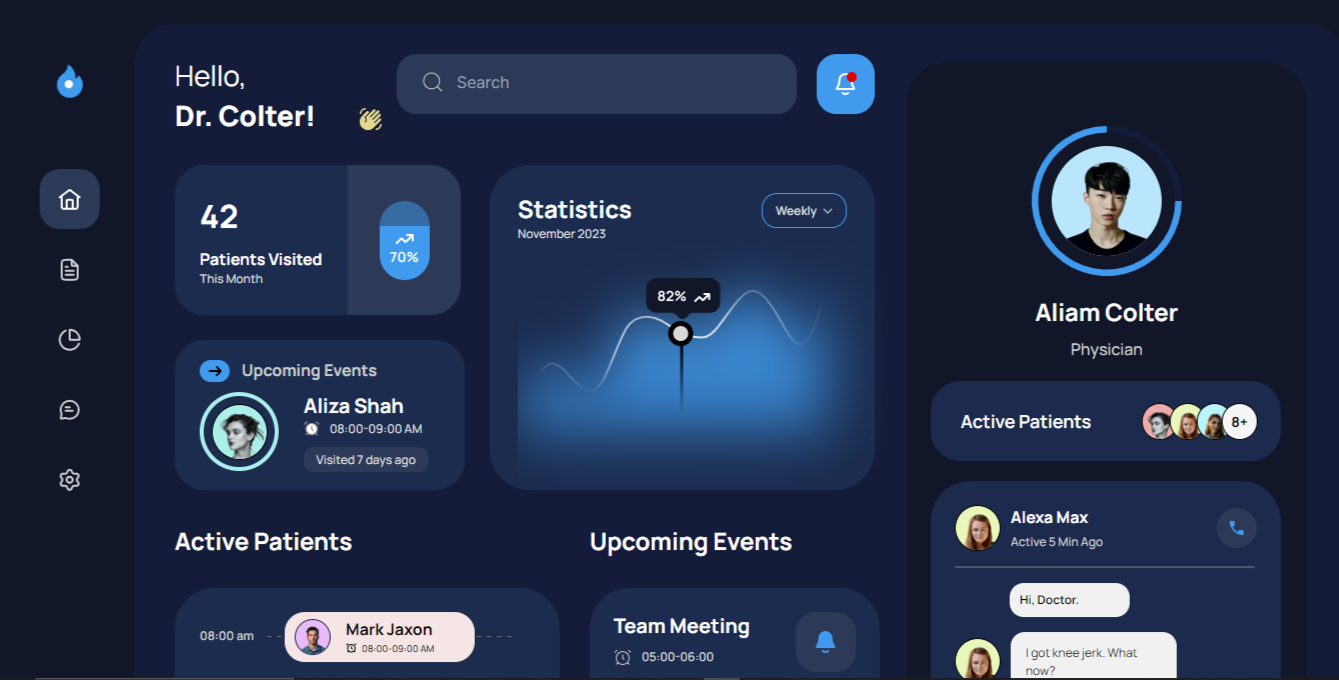 Hello,
Dr. Colter!
Search
42
Patients Visited
This Month
70%
Statistics
November 2023
Weekly
82%
Upcoming Events
Aliza Shah
08:00-09:00 AM
Visited 7 days ago
Active Patients
08:00 am
Mark Jaxon
08:00-09:00 AM
Upcoming Events
Team Meeting
05:00-06:00
Aliam Colter
Physician
Active Patients
8+
Alexa Max
Active 5 Min Ago
Hi, Doctor.
I got knee jerk. What
now?